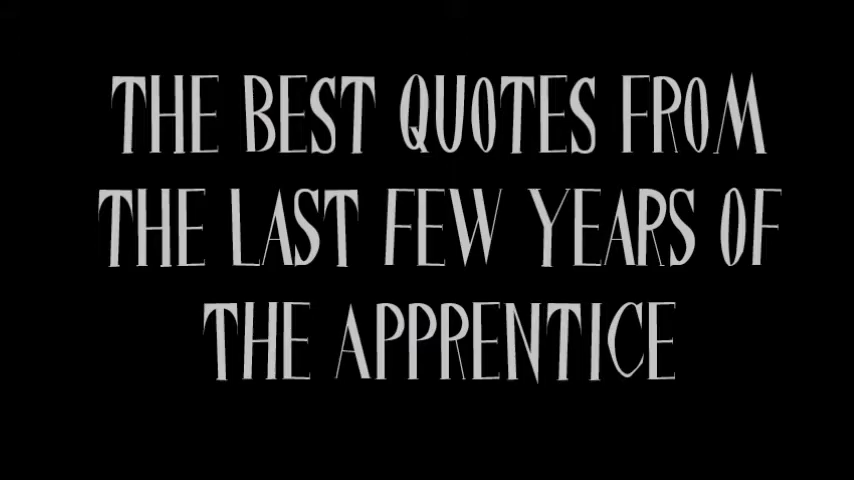 THE BEST QUOTES FROM
THE LAST FEW YEARS OF
THE APPRENTICE